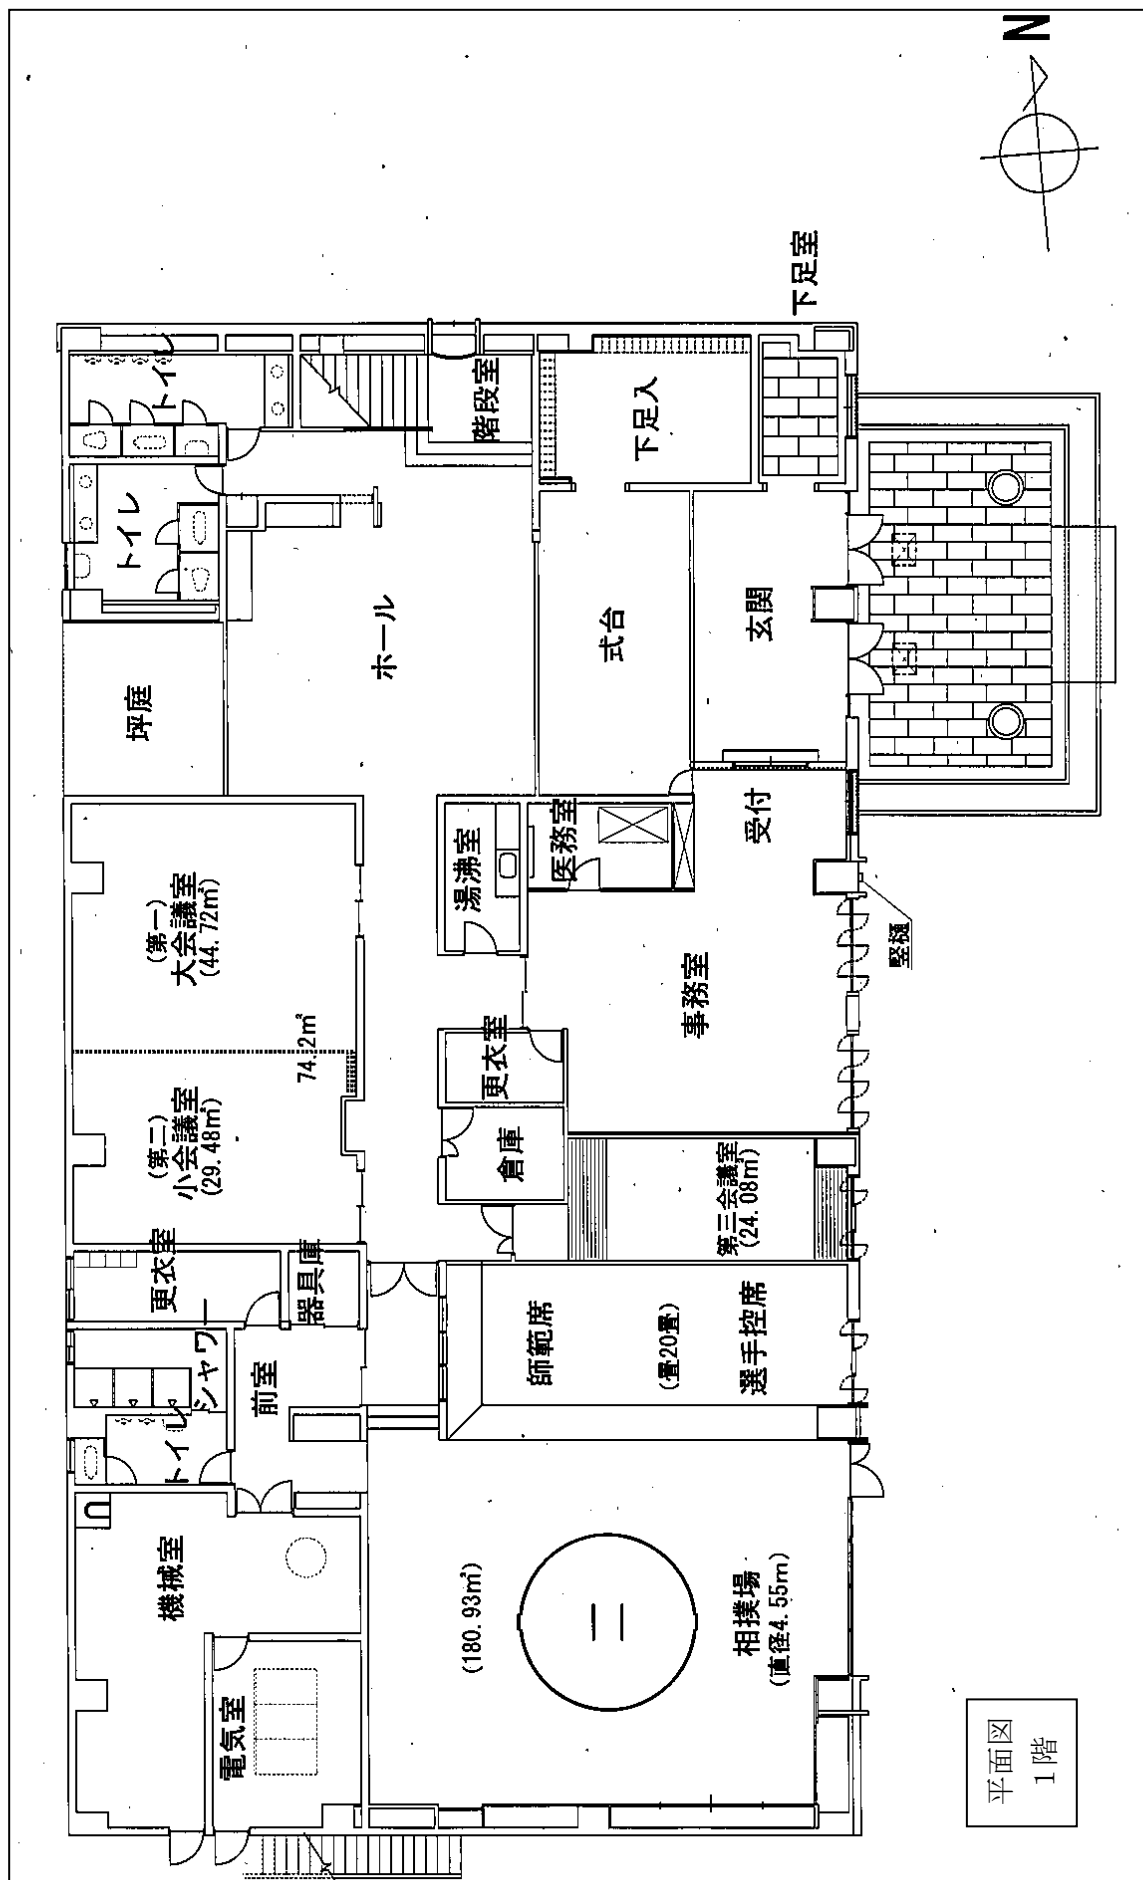 N
下足室
トイレ
階段室
下足入
トイレ
ホール
式台
玄関
坪庭
(第一)
大会議室
(44.72㎡)
74.2㎡
湯沸室
医務室
受付
竪樋
事務室
更衣室
(第二)
小会議室
(29.48㎡)
倉庫
第三会議室
(24.08㎡)
更衣室
器具庫
シャワー
前室
トイレ
師範席
(畳20畳)
選手控席
機械室
電気室
(180.93㎡)
相撲場
(直径4.55m)
平面図
1階